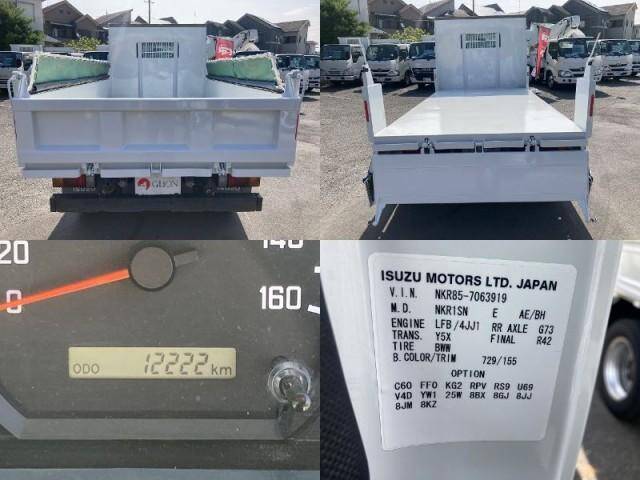 GLION
20
0
140
160
ODO 12222 km
ISUZU MOTORS LTD. JAPAN
V.I.N. NKR85-7063919
M.D. NKR1SN E AE/BH
ENGINE LFB /4JJ1 RR AXLE G73
TRANS. Y5X FINAL R42
TIRE BWW
B.COLOR/TRIM 729/155
OPTION
C60 FF0 KG2 RPV RS9 U69
V4D YW1 25W 8BX 8GJ 8JJ
8JM 8KZ